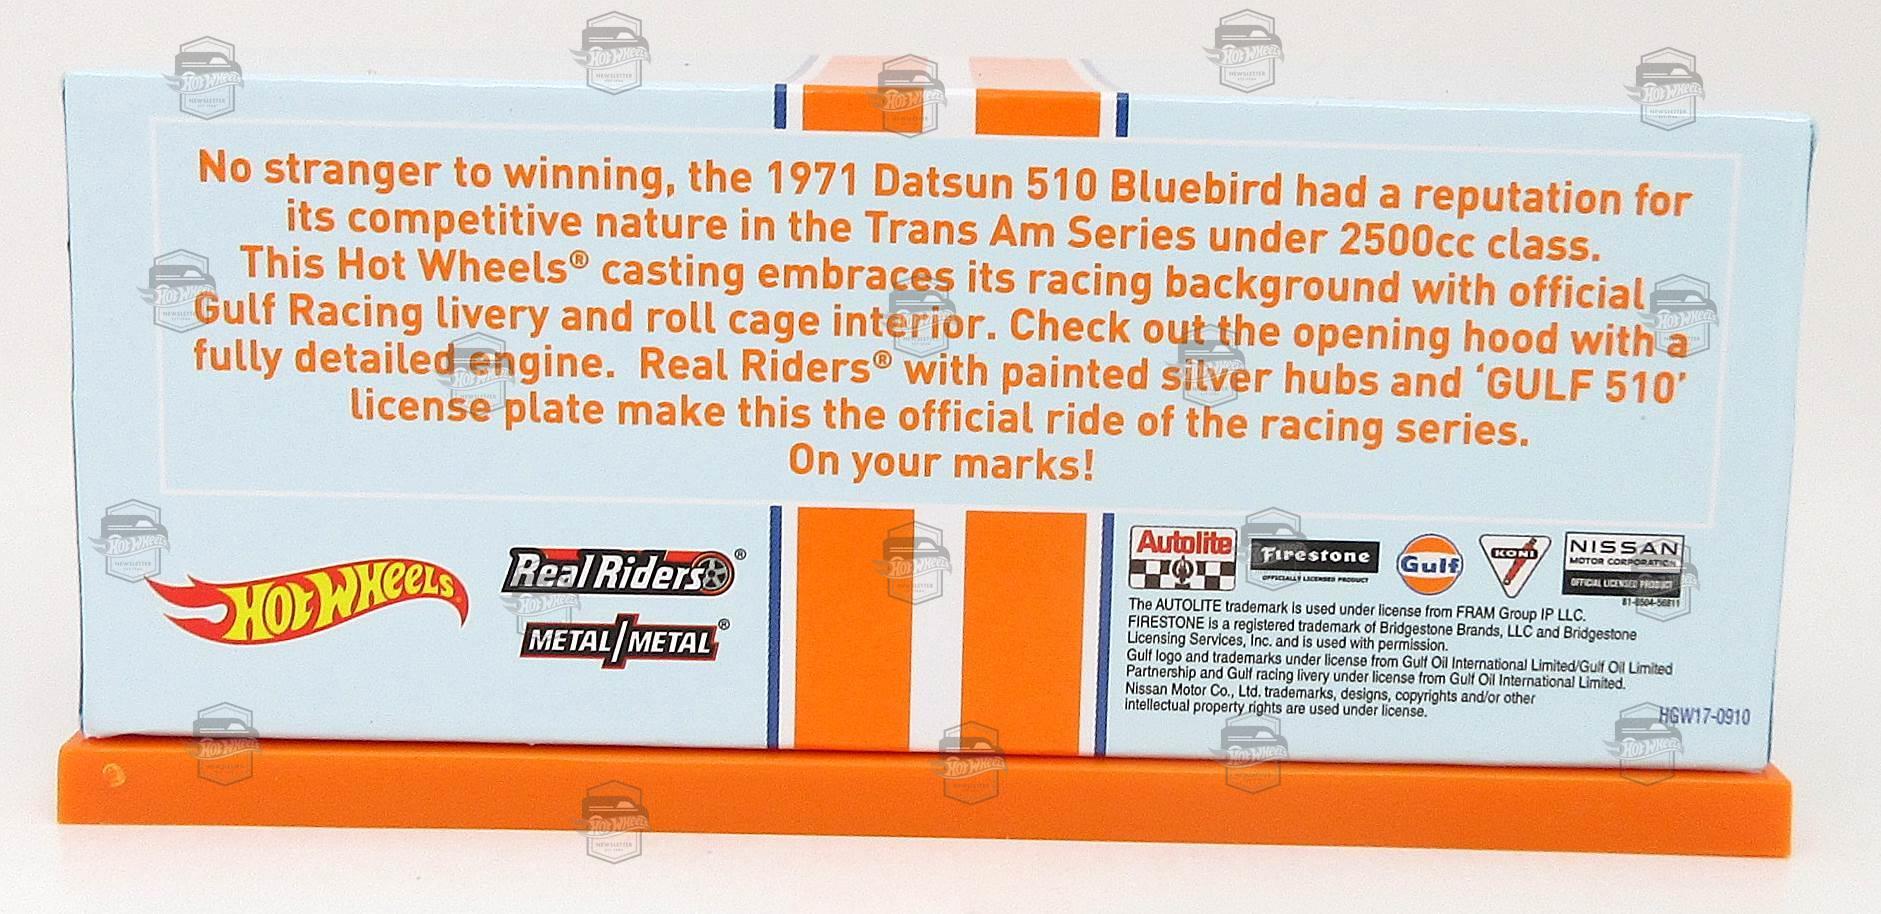 No stranger to winning, the 1971 Datsun 510 Bluebird had a reputation for
its competitive nature in the Trans Am Series under 2500cc class.
This Hot Wheels® casting embraces its racing background with official
Gulf Racing livery and roll cage interior. Check out the opening hood with a
fully detailed engine. Real Riders® with painted silver hubs and ‘GULF 510’
license plate make this the official ride of the racing series.
On your marks!
HOT WHEELS
Real Riders®
METAL/METAL®
Autolite
Firestone
OFFICIALLY LICENSED PRODUCT
Gulf
KONI
NISSAN
MOTOR CORPORATION
OFFICIAL LICENSED PRODUCT
The AUTOLITE trademark is used under license from FRAM Group IP LLC.
FIRESTONE is a registered trademark of Bridgestone Brands, LLC and Bridgestone
Licensing Services, Inc. and is used with permission.
Gulf logo and trademarks under license from Gulf Oil International Limited/Gulf Oil Limited
Partnership and Gulf racing livery under license from Gulf Oil International Limited.
Nissan Motor Co., Ltd. trademarks, designs, copyrights and/or other
intellectual property rights are used under license.
HGW17-0910
HOT WHEELS
NEWSLETTER